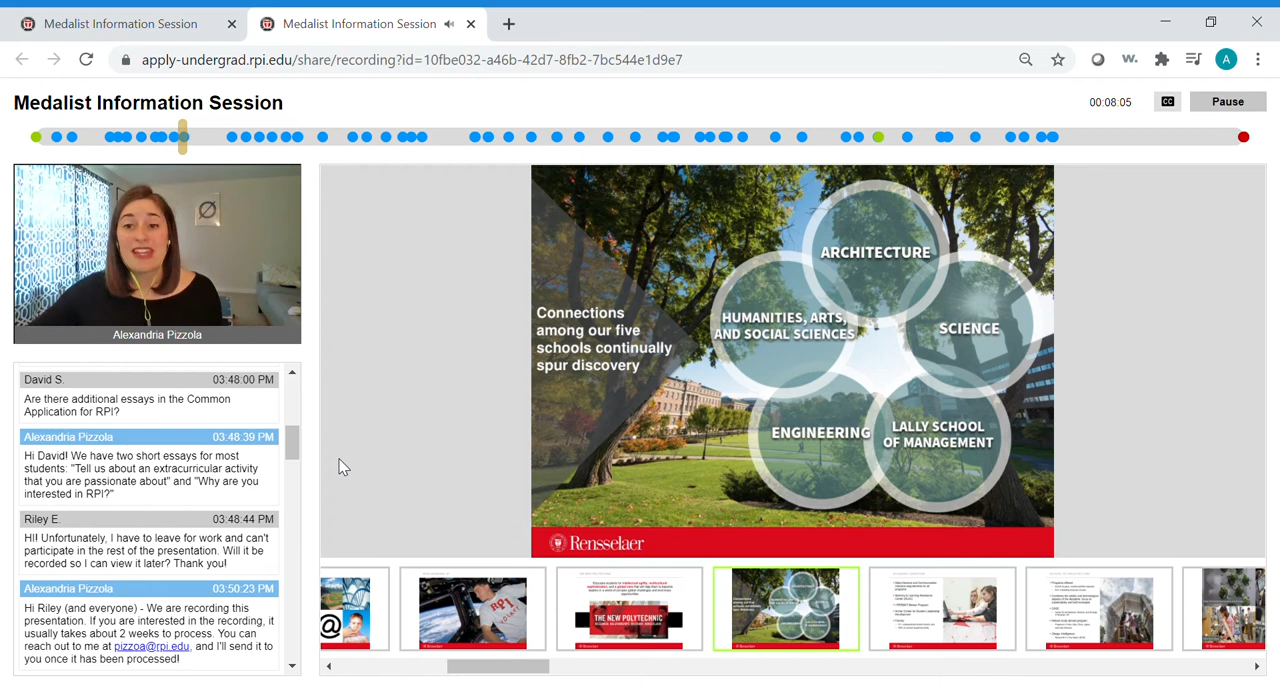 Medalist Information Session
Medalist Information Session
apply-undergrad.rpi.edu/share/recording?id=10fbe032-a46b-42d7-8fb2-7bc544e1d9e7
w.
A
Medalist Information Session
00:08:05
CC
Pause
Alexandria Pizzola
David S. 03:48:00 PM
Are there additional essays in the Common
Application for RPI?
Alexandria Pizzola 03:48:39 PM
Hi David! We have two short essays for most
students: "Tell us about an extracurricular activity
that you are passionate about" and "Why are you
interested in RPI?"
Riley E. 03:48:44 PM
HI! Unfortunately, I have to leave for work and can't
participate in the rest of the presentation. Will it be
recorded so I can view it later? Thank you!
Alexandria Pizzola 03:50:23 PM
Hi Riley (and everyone) - We are recording this
presentation. If you are interested in the recording, it
usually takes about 2 weeks to process. You can
reach out to me at pizzoa@rpi.edu, and I'll send it to
you once it has been processed!
Connections
among our five
schools continually
spur discovery
ARCHITECTURE
HUMANITIES, ARTS,
AND SOCIAL SCIENCES
SCIENCE
ENGINEERING
LALLY SCHOOL
OF MANAGEMENT
Rensselaer
@
RPI
THE NEW POLYTECHNIC